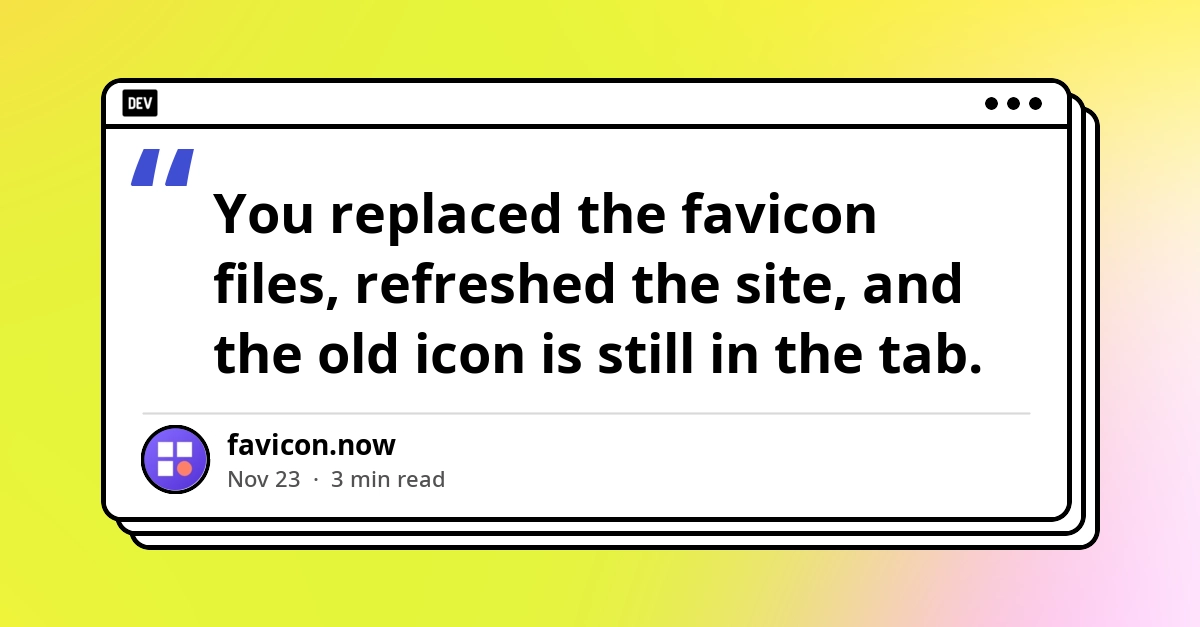 DEV
“
You replaced the favicon
files, refreshed the site, and
the old icon is still in the tab.
favicon.now
Nov 23 · 3 min read